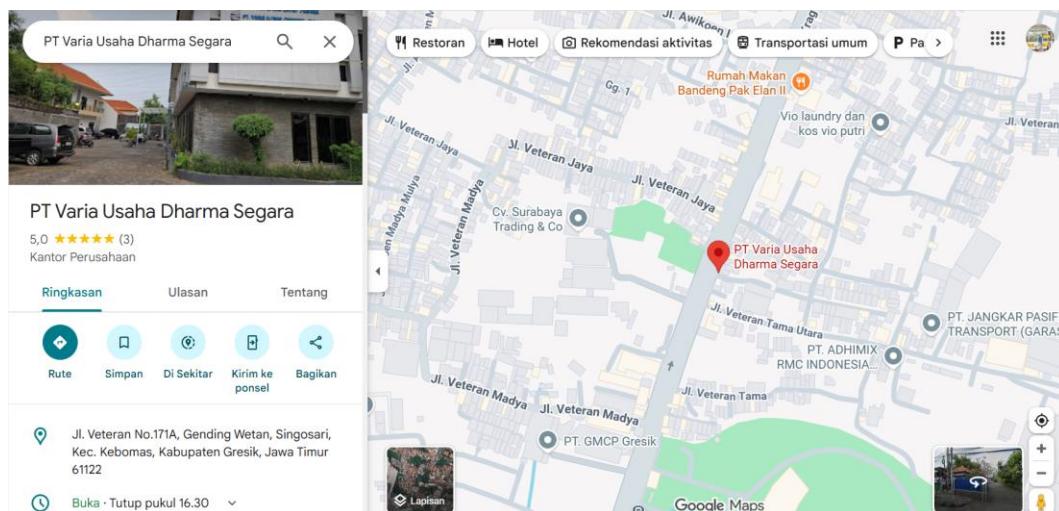 PT Varia Usaha Dharma Segara
PT Varia Usaha Dharma Segara
5,0 ★★★★★ (3)
Kantor Perusahaan
Ringkasan
Ulasan
Tentang
Rute
Simpan
Di Sekitar
Kirim ke
ponsel
Bagikan
Jl. Veteran No.171A, Gending Wetan, Singosari,
Kec. Kebomas, Kabupaten Gresik, Jawa Timur
61122
Buka · Tutup pukul 16.30
Restoran
Hotel
Rekomendasi aktivitas
Transportasi umum
P Pa
Rumah Makan
Bandeng Pak Elan II
Gg. 1
Vio laundry dan
kos vio putri
Jl. Veteran Jaya
Jl. Veteran Jaya
Jl. Veteran Jaya
Jl. Veteran
Jl. Veteran Madya
Cv. Surabaya
Trading & Co
PT Varia Usaha
Dharma Segara
Jl. Veteran Tama Utara
PT. JANGKAR PASIF
TRANSPORT (GARAS
PT. ADHIMIX
RMC INDONESIA...
Jl. Veteran Madya
Jl. Veteran Madya
Jl. Veteran Tama
PT. GMCP Gresik
Lapisan
Google Maps